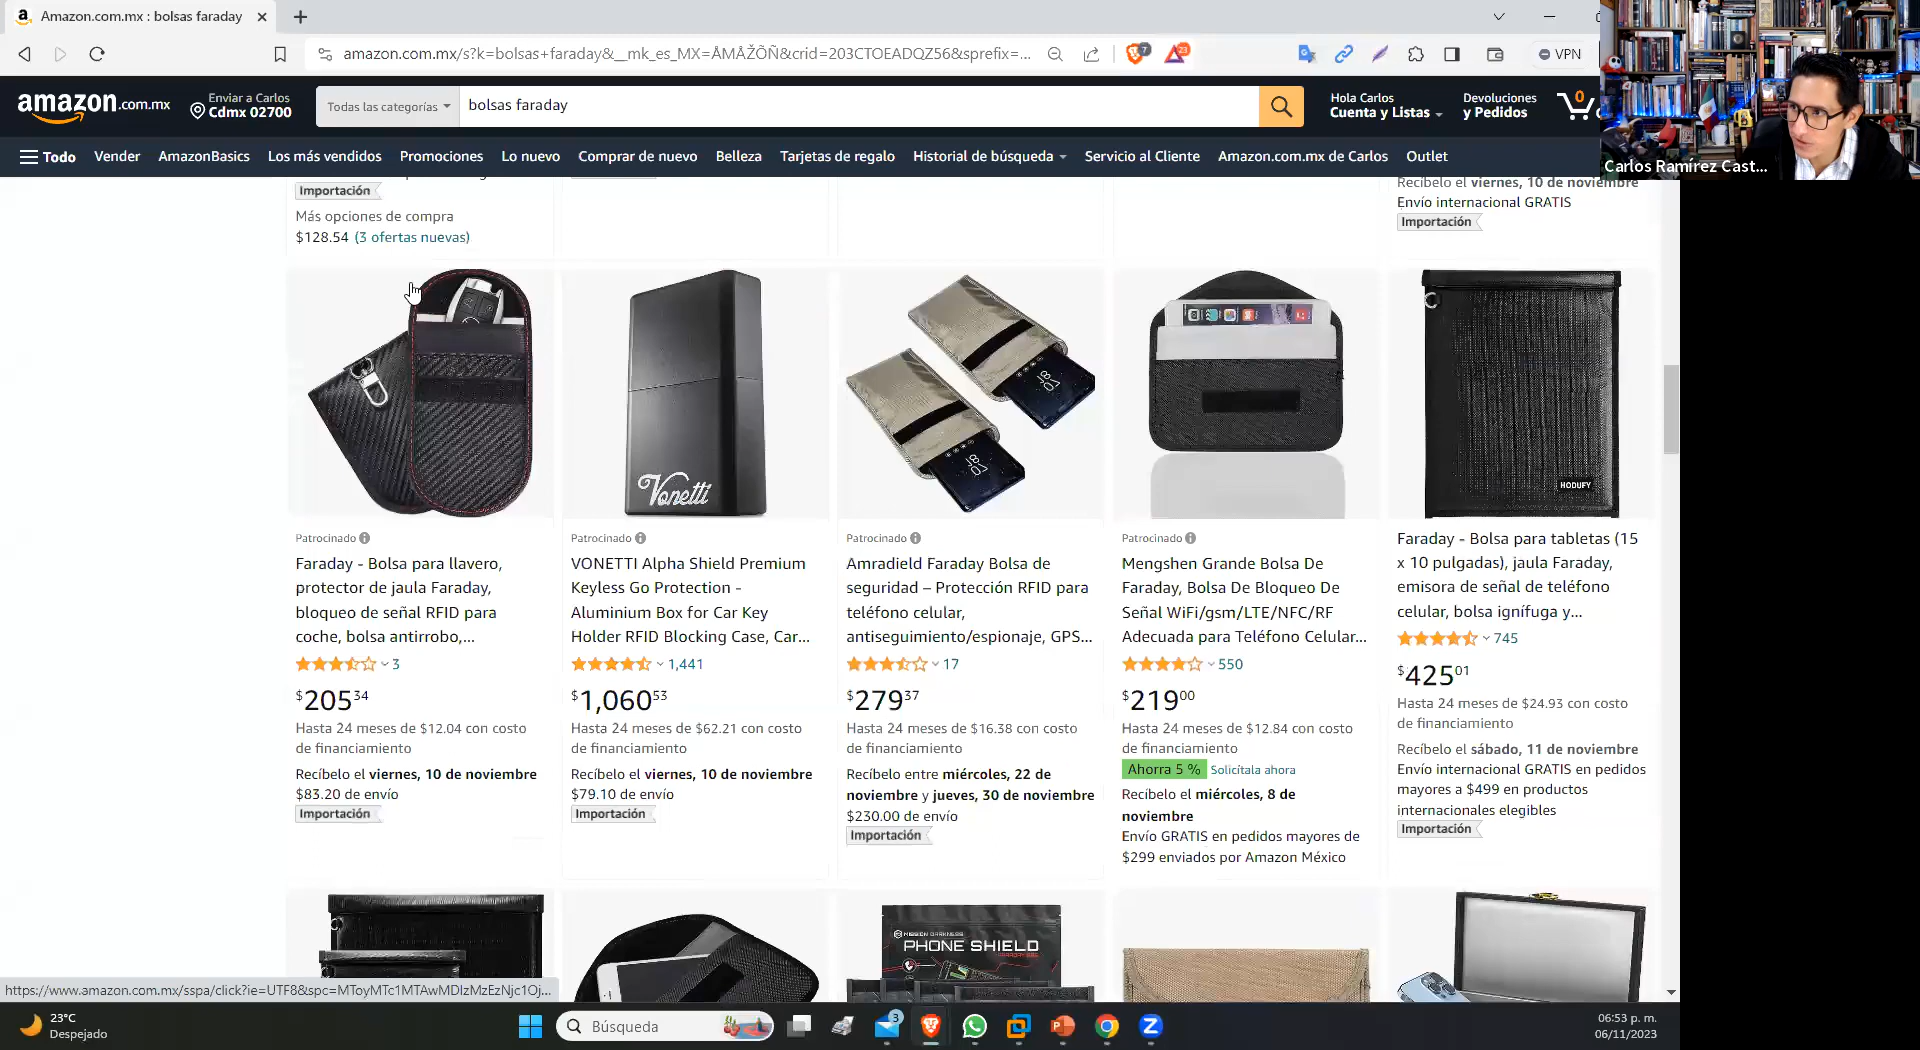 Amazon.com.mx : bolsas faraday
amazon.com.mx/s?k=bolsas+faraday&__mk_es_MX=ÅMÅŽÕÑ&crid=203CTOEADQZ56&sprefix=...
7
23
VPN
amazon.com.mx
Enviar a Carlos
Cdmx 02700
Todas las categorías
bolsas faraday
Hola Carlos
Cuenta y Listas
Devoluciones
y Pedidos
0
Carlos Ramírez Cast...
Todo
Vender
AmazonBasics
Los más vendidos
Promociones
Lo nuevo
Comprar de nuevo
Belleza
Tarjetas de regalo
Historial de búsqueda
Servicio al Cliente
Amazon.com.mx de Carlos
Outlet
Importación
Más opciones de compra
$128.54 (3 ofertas nuevas)
Recíbelo el viernes, 10 de noviembre
Envío internacional GRATIS
Importación
Vonetti
HODUFY
Patrocinado
Faraday - Bolsa para llavero,
protector de jaula Faraday,
bloqueo de señal RFID para
coche, bolsa antirrobo,...
3
$205.34
Hasta 24 meses de $12.04 con costo
de financiamiento
Recíbelo el viernes, 10 de noviembre
$83.20 de envío
Importación
Patrocinado
VONETTI Alpha Shield Premium
Keyless Go Protection -
Aluminium Box for Car Key
Holder RFID Blocking Case, Car...
1,441
$1,060.53
Hasta 24 meses de $62.21 con costo
de financiamiento
Recíbelo el viernes, 10 de noviembre
$79.10 de envío
Importación
Patrocinado
Amradield Faraday Bolsa de
seguridad – Protección RFID para
teléfono celular,
antiseguimiento/espionaje, GPS...
17
$279.37
Hasta 24 meses de $16.38 con costo
de financiamiento
Recíbelo entre miércoles, 22 de
noviembre y jueves, 30 de noviembre
$230.00 de envío
Importación
Patrocinado
Mengshen Grande Bolsa De
Faraday, Bolsa De Bloqueo De
Señal WiFi/gsm/LTE/NFC/RF
Adecuada para Teléfono Celular...
550
$219.00
Hasta 24 meses de $12.84 con costo
de financiamiento
Ahorra 5 % Solicítala ahora
Recíbelo el miércoles, 8 de
noviembre
Envío GRATIS en pedidos mayores de
$299 enviados por Amazon México
Faraday - Bolsa para tabletas (15
x 10 pulgadas), jaula Faraday,
emisora de señal de teléfono
celular, bolsa ignífuga y...
745
$425.01
Hasta 24 meses de $24.93 con costo
de financiamiento
Recíbelo el sábado, 11 de noviembre
Envío internacional GRATIS en pedidos
mayores a $499 en productos
internacionales elegibles
Importación
MISSION DARKNESS
PHONE SHIELD
FARADAY BAG
https://www.amazon.com.mx/sspa/click?ie=UTF8&spc=MToyMTc1MTAwMDIzMzEzNjc1Oj...
23°C
Despejado
Búsqueda
3
06:53 p. m.
06/11/2023